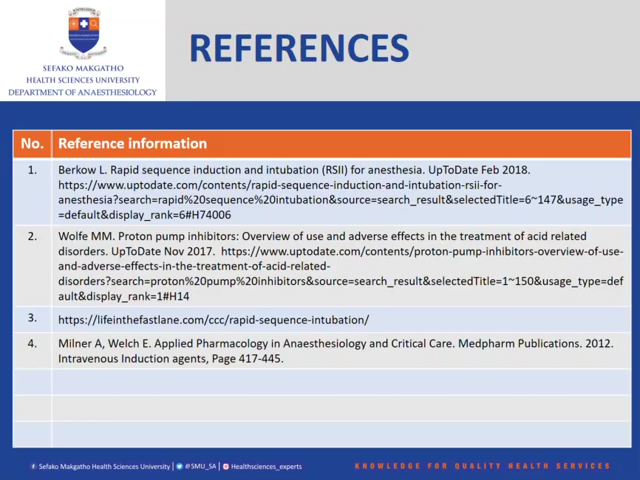 SEFAKO MAKGATHO
HEALTH SCIENCES UNIVERSITY
DEPARTMENT OF ANAESTHESIOLOGY
REFERENCES
No. Reference information
1. Berkow L. Rapid sequence induction and intubation (RSII) for anesthesia. UpToDate Feb 2018.
https://www.uptodate.com/contents/rapid-sequence-induction-and-intubation-rsii-for-
anesthesia?search=rapid%20sequence%20intubation&source=search_result&selectedTitle=6~147&usage_type
=default&display_rank=6#H74006
2. Wolfe MM. Proton pump inhibitors: Overview of use and adverse effects in the treatment of acid related
disorders. UpToDate Nov 2017. https://www.uptodate.com/contents/proton-pump-inhibitors-overview-of-use-
and-adverse-effects-in-the-treatment-of-acid-related-
disorders?search=proton%20pump%20inhibitors&source=search_result&selectedTitle=1~150&usage_type=def
ault&display_rank=1#H14
3. https://lifeinthefastlane.com/ccc/rapid-sequence-intubation/
4. Milner A, Welch E. Applied Pharmacology in Anaesthesiology and Critical Care. Medpharm Publications. 2012.
Intravenous Induction agents, Page 417-445.
Sefako Makgatho Health Sciences University | @SMU_SA | Healthsciences_experts
KNOWLEDGE FOR QUALITY HEALTH SERVICES